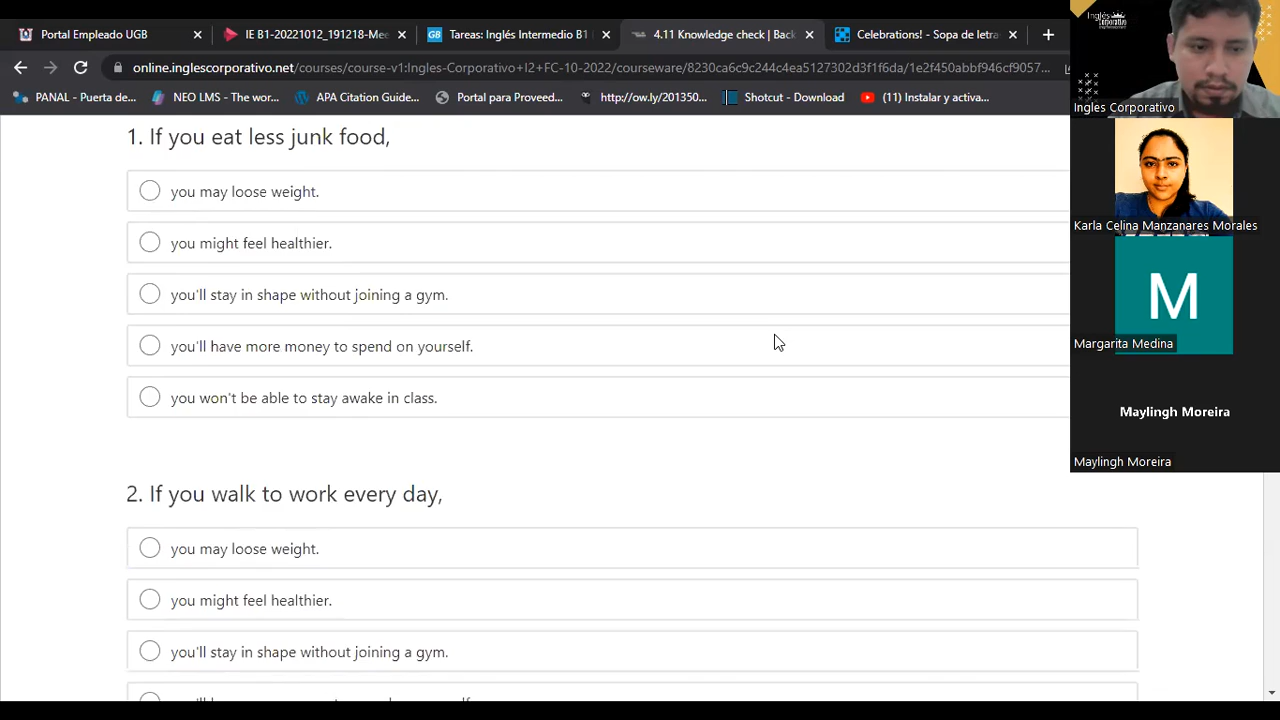 Portal Empleado UGB
IE B1-20221012_191218-Mee
Tareas: Inglés Intermedio B1
4.11 Knowledge check | Back
Celebrations! - Sopa de letra
online.inglescorporativo.net/courses/course-v1:Ingles-Corporativo+I2+FC-10-2022/courseware/8230ca6c9c244c4ea5127302d3f1f6da/1e2f450abbf946cf9057...
PANAL - Puerta de...
NEO LMS - The wor...
APA Citation Gene...
Portal para Proveed...
http://ow.ly/201350...
Shotcut - Download
(11) Instalar y activa...
Inglés
Corporativo
Ingles Corporativo
Karla Celina Manzanares Morales
M
Margarita Medina
Maylingh Moreira
Maylingh Moreira
1. If you eat less junk food,
you may loose weight.
you might feel healthier.
you'll stay in shape without joining a gym.
you'll have more money to spend on yourself.
you won't be able to stay awake in class.
2. If you walk to work every day,
you may loose weight.
you might feel healthier.
you'll stay in shape without joining a gym.